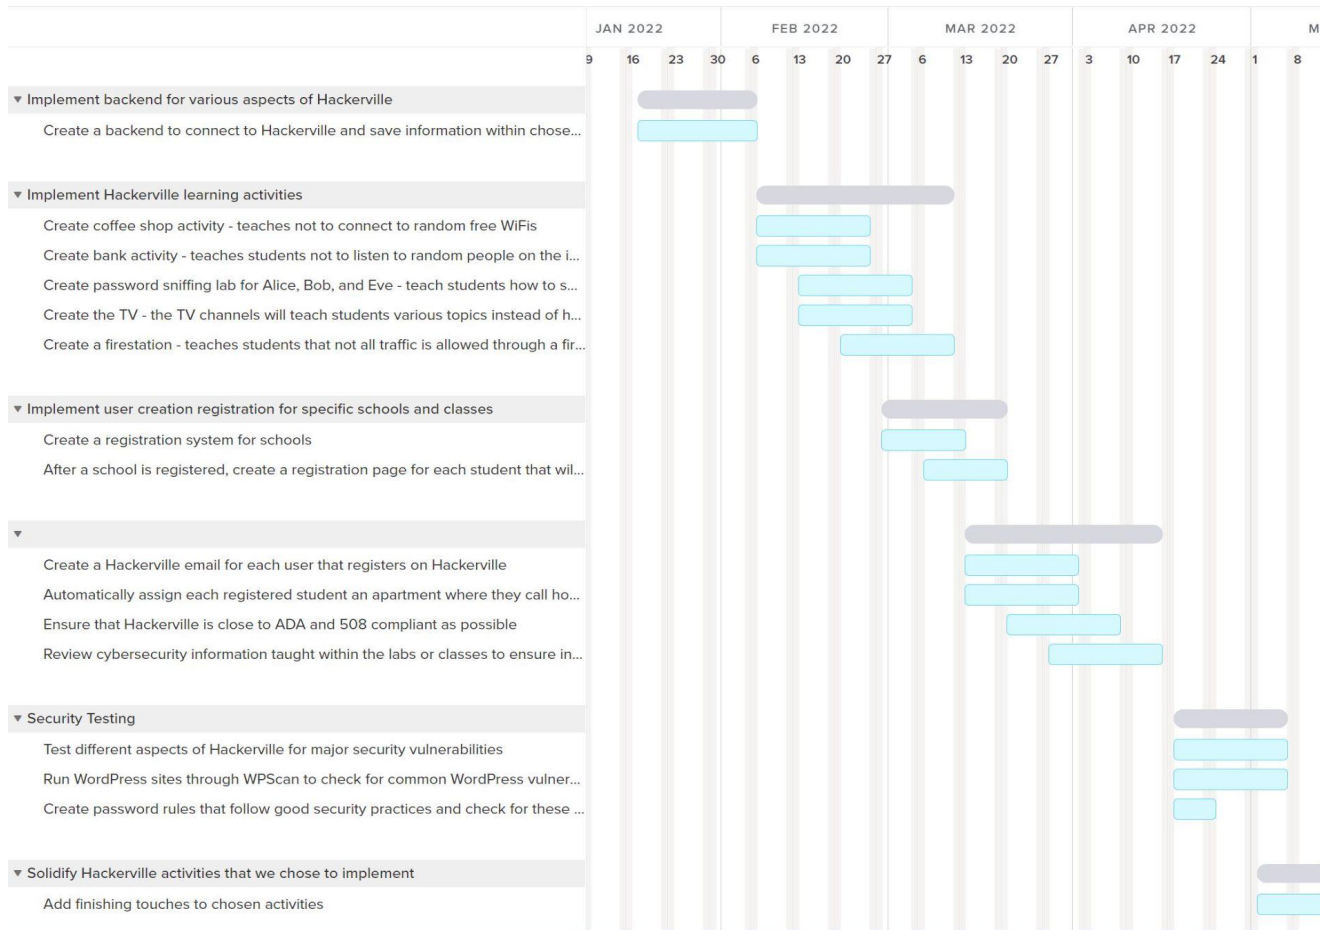 JAN 2022 FEB 2022 MAR 2022 APR 2022 M
9 16 23 30 6 13 20 27 6 13 20 27 3 10 17 24 1 8
Implement backend for various aspects of Hackerville
Create a backend to connect to Hackerville and save information within chose...
Implement Hackerville learning activities
Create coffee shop activity - teaches not to connect to random free WiFis
Create bank activity - teaches students not to listen to random people on the i...
Create password sniffing lab for Alice, Bob, and Eve - teach students how to s...
Create the TV - the TV channels will teach students various topics instead of h...
Create a firestation - teaches students that not all traffic is allowed through a fir...
Implement user creation registration for specific schools and classes
Create a registration system for schools
After a school is registered, create a registration page for each student that wil...
Create a Hackerville email for each user that registers on Hackerville
Automatically assign each registered student an apartment where they call ho...
Ensure that Hackerville is close to ADA and 508 compliant as possible
Review cybersecurity information taught within the labs or classes to ensure in...
Security Testing
Test different aspects of Hackerville for major security vulnerabilities
Run WordPress sites through WPScan to check for common WordPress vulner...
Create password rules that follow good security practices and check for these ...
Solidify Hackerville activities that we chose to implement
Add finishing touches to chosen activities